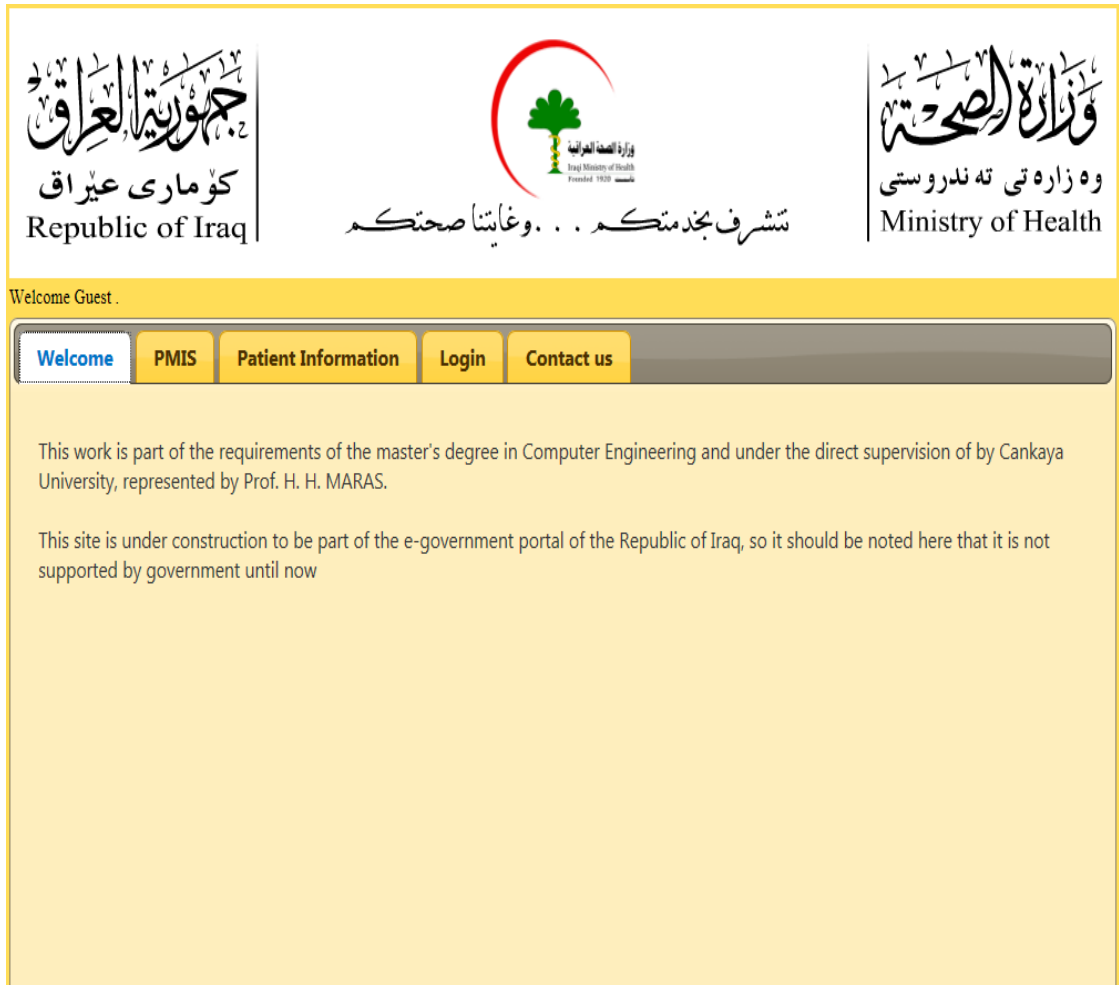 جمهورية العراق
كۆماری عێراق
Republic of Iraq
وزارة الصحة العراقية
Iraqi Ministry of Health
Founded 1920 تأسست
نتشرف بخدمتكم . . . وغايتنا صحتكم
وزارة الصحة
وه زاره تی ته ندروستی
Ministry of Health
Welcome Guest .
Welcome
PMIS
Patient Information
Login
Contact us
This work is part of the requirements of the master's degree in Computer Engineering and under the direct supervision of by Cankaya
University, represented by Prof. H. H. MARAS.
This site is under construction to be part of the e-government portal of the Republic of Iraq, so it should be noted here that it is not
supported by government until now